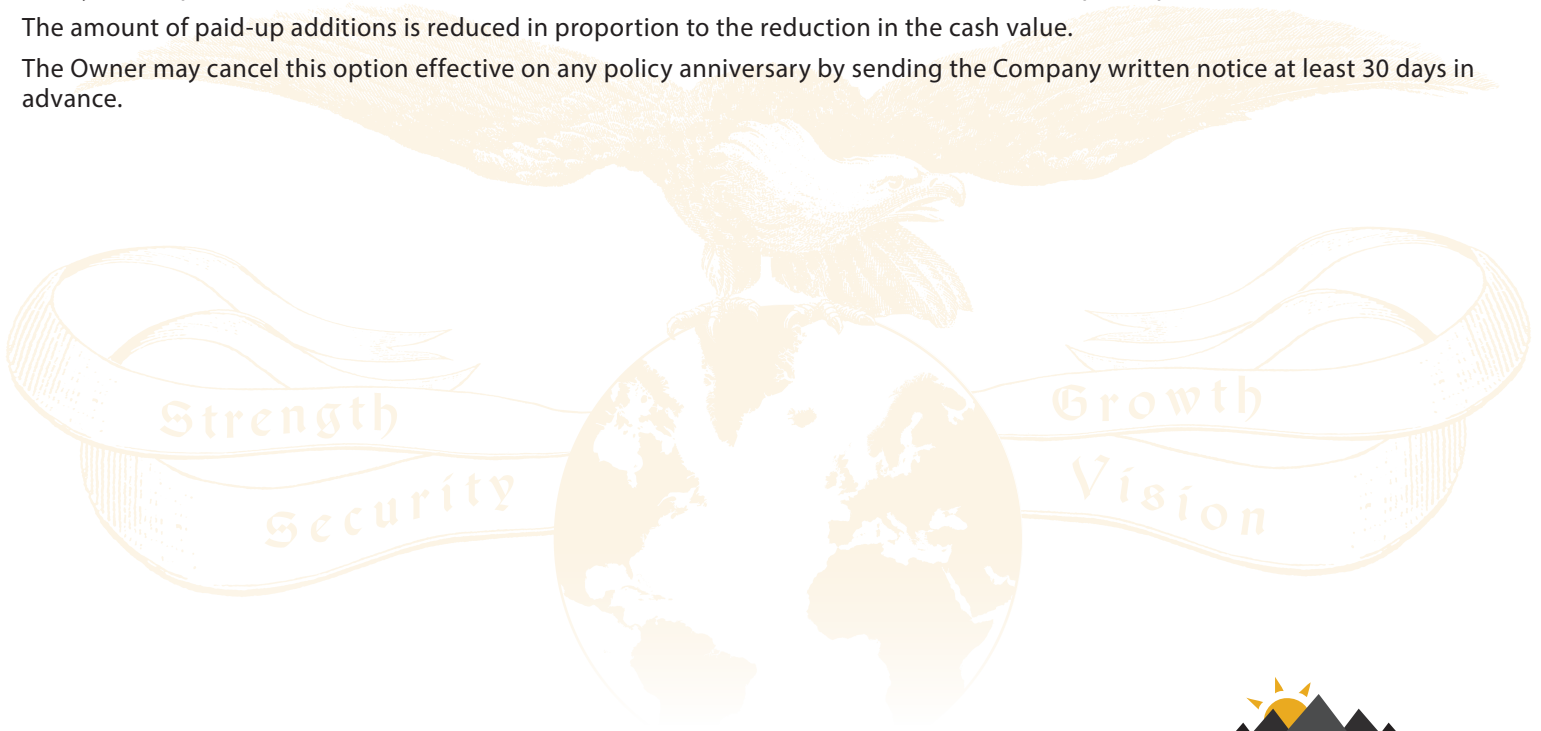 The amount of paid-up additions is reduced in proportion to the reduction in the cash value.
The Owner may cancel this option effective on any policy anniversary by sending the Company written notice at least 30 days in
advance.
Strength
Growth
Security
Vision